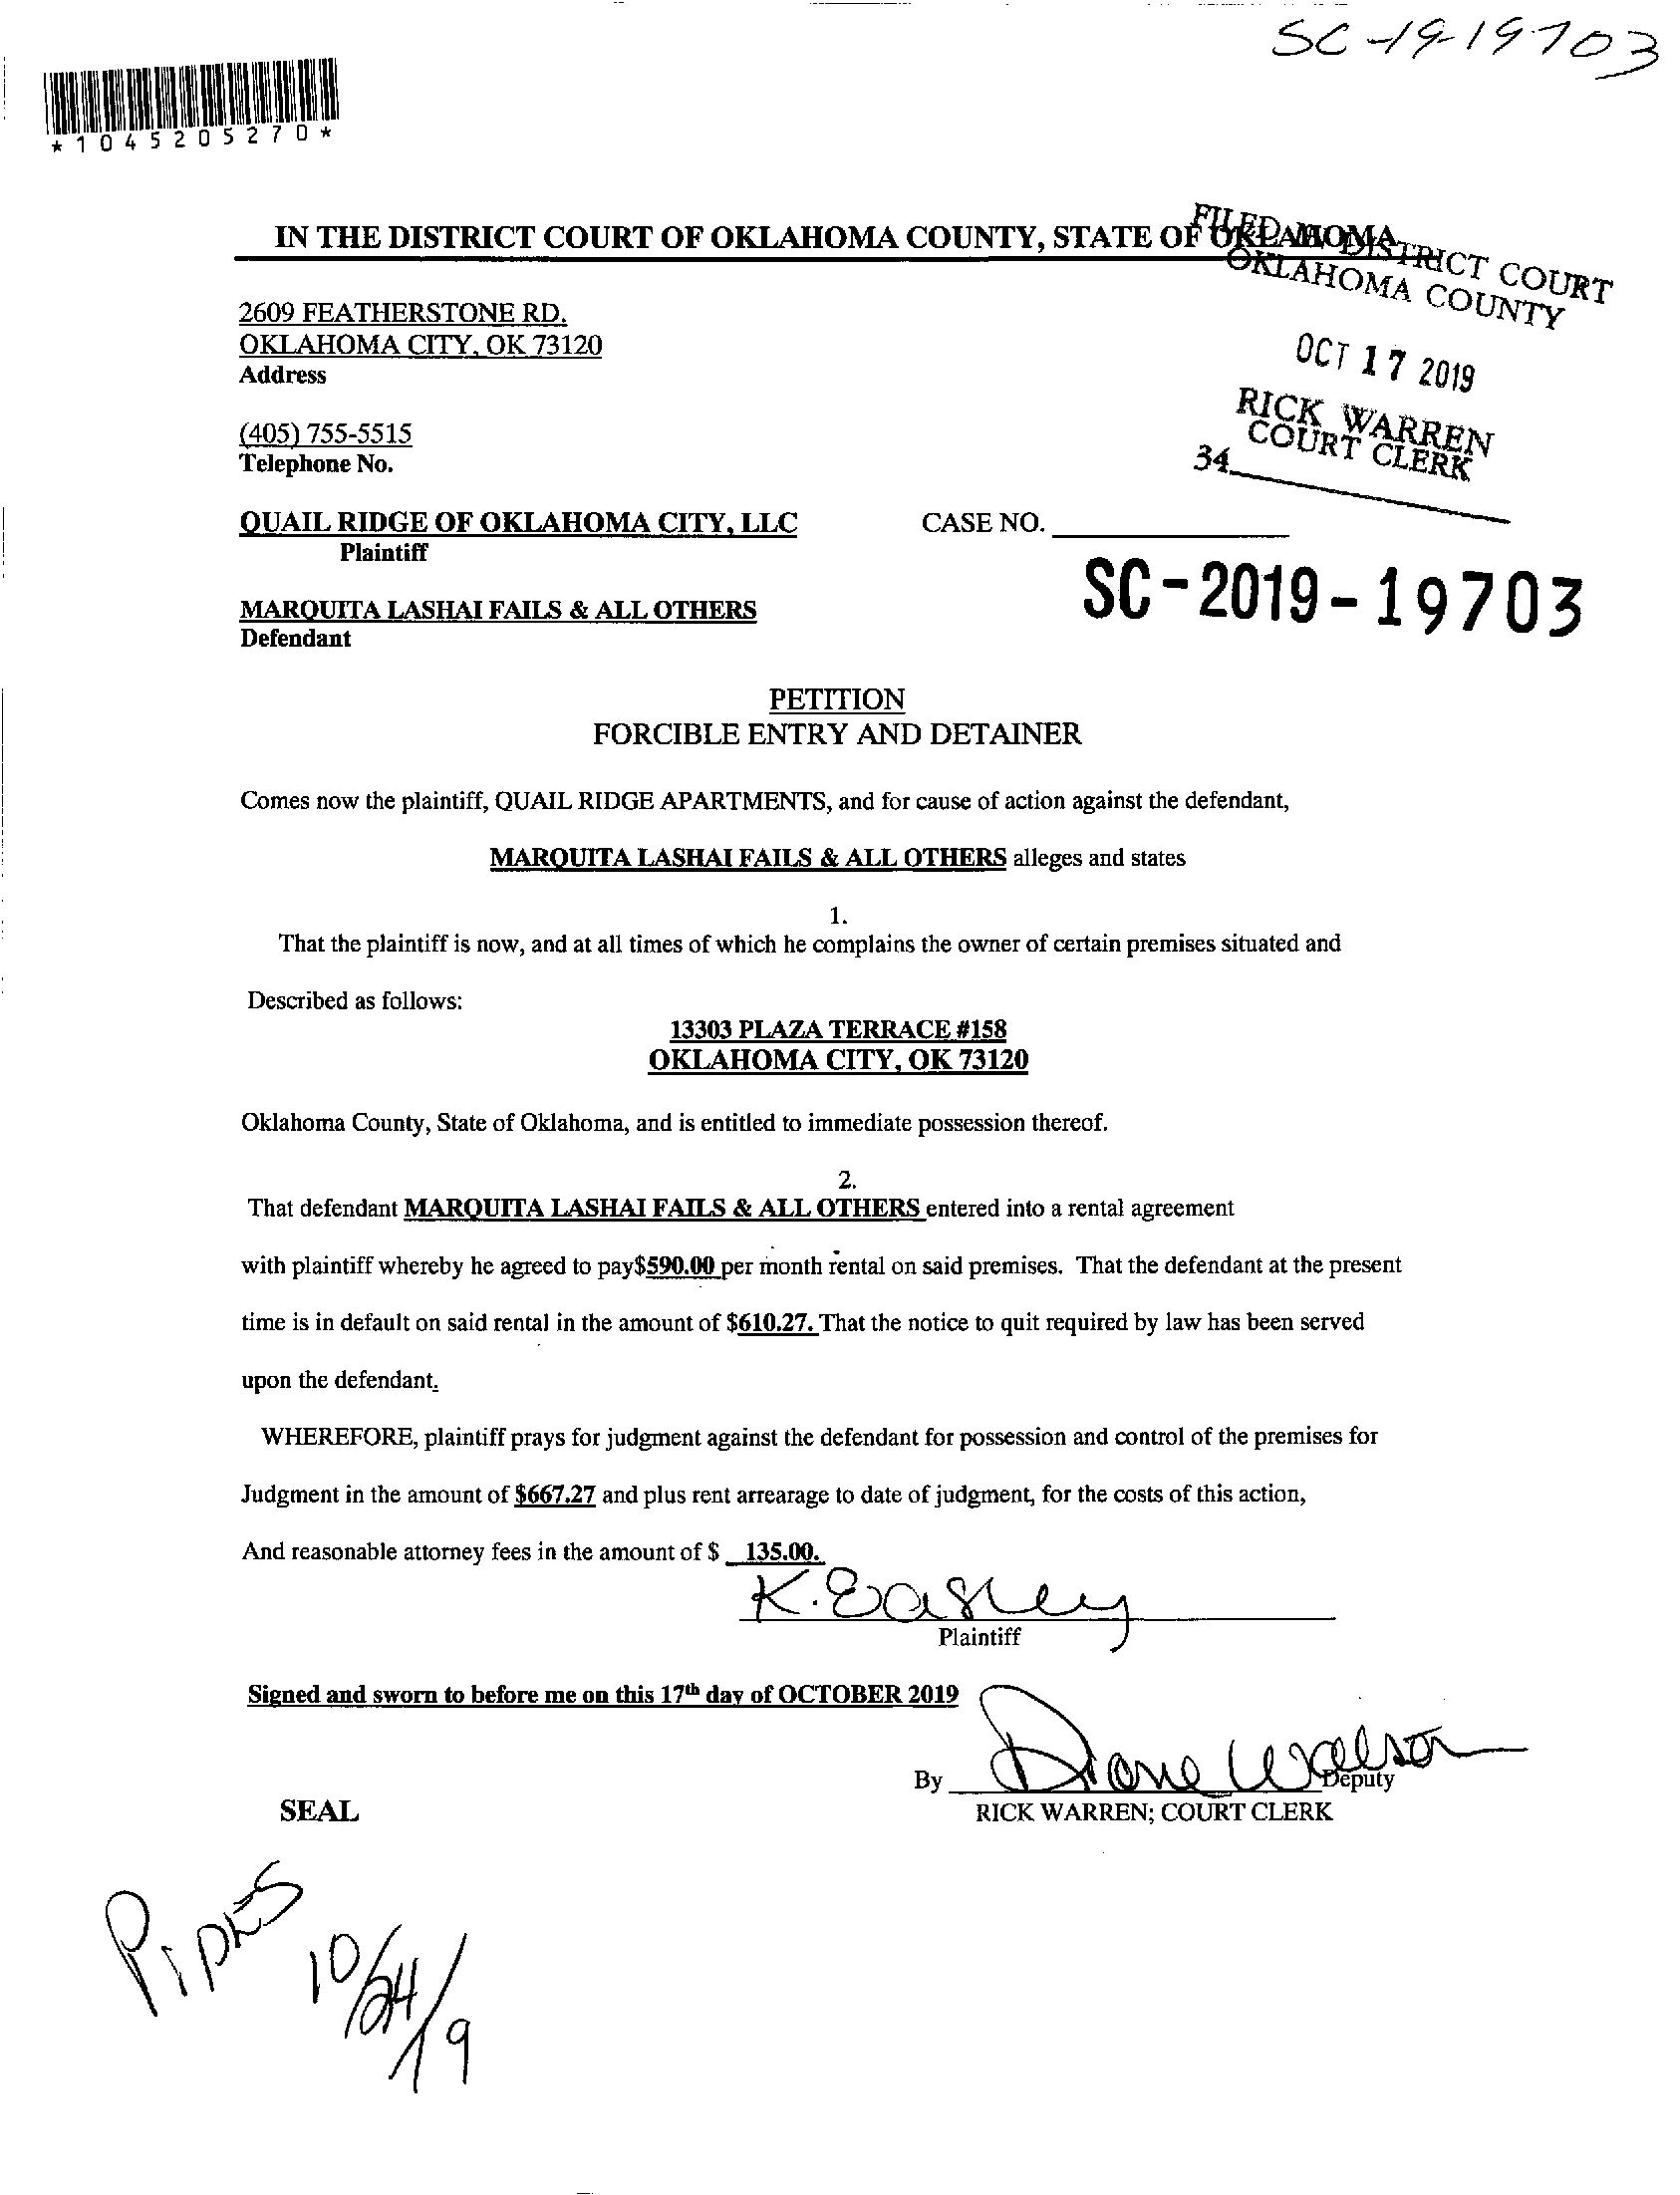 SC-19-19703
*1045205270*
IN THE DISTRICT COURT OF OKLAHOMA COUNTY, STATE OF OKLAHOMA
FILED IN DISTRICT COURT
OKLAHOMA COUNTY
2609 FEATHERSTONE RD.
OKLAHOMA CITY, OK 73120
Address
OCT 17 2019
RICK WARREN
COURT CLERK
34
(405) 755-5515
Telephone No.
QUAIL RIDGE OF OKLAHOMA CITY, LLC CASE NO.
Plaintiff
SC-2019-19703
MARQUITA LASHAI FAILS & ALL OTHERS
Defendant
PETITION
FORCIBLE ENTRY AND DETAINER
Comes now the plaintiff, QUAIL RIDGE APARTMENTS, and for cause of action against the defendant,
MARQUITA LASHAI FAILS & ALL OTHERS alleges and states
1.
That the plaintiff is now, and at all times of which he complains the owner of certain premises situated and
Described as follows:
13303 PLAZA TERRACE #158
OKLAHOMA CITY, OK 73120
Oklahoma County, State of Oklahoma, and is entitled to immediate possession thereof.
2.
That defendant MARQUITA LASHAI FAILS & ALL OTHERS entered into a rental agreement
with plaintiff whereby he agreed to pay$590.00 per month rental on said premises. That the defendant at the present
time is in default on said rental in the amount of $610.27. That the notice to quit required by law has been served
upon the defendant.
WHEREFORE, plaintiff prays for judgment against the defendant for possession and control of the premises for
Judgment in the amount of $667.27 and plus rent arrearage to date of judgment, for the costs of this action,
And reasonable attorney fees in the amount of $ 135.00.
K. Easley
Plaintiff
Signed and sworn to before me on this 17th day of OCTOBER 2019
By Diane Walson
Deputy
RICK WARREN; COURT CLERK
SEAL
10/24/19